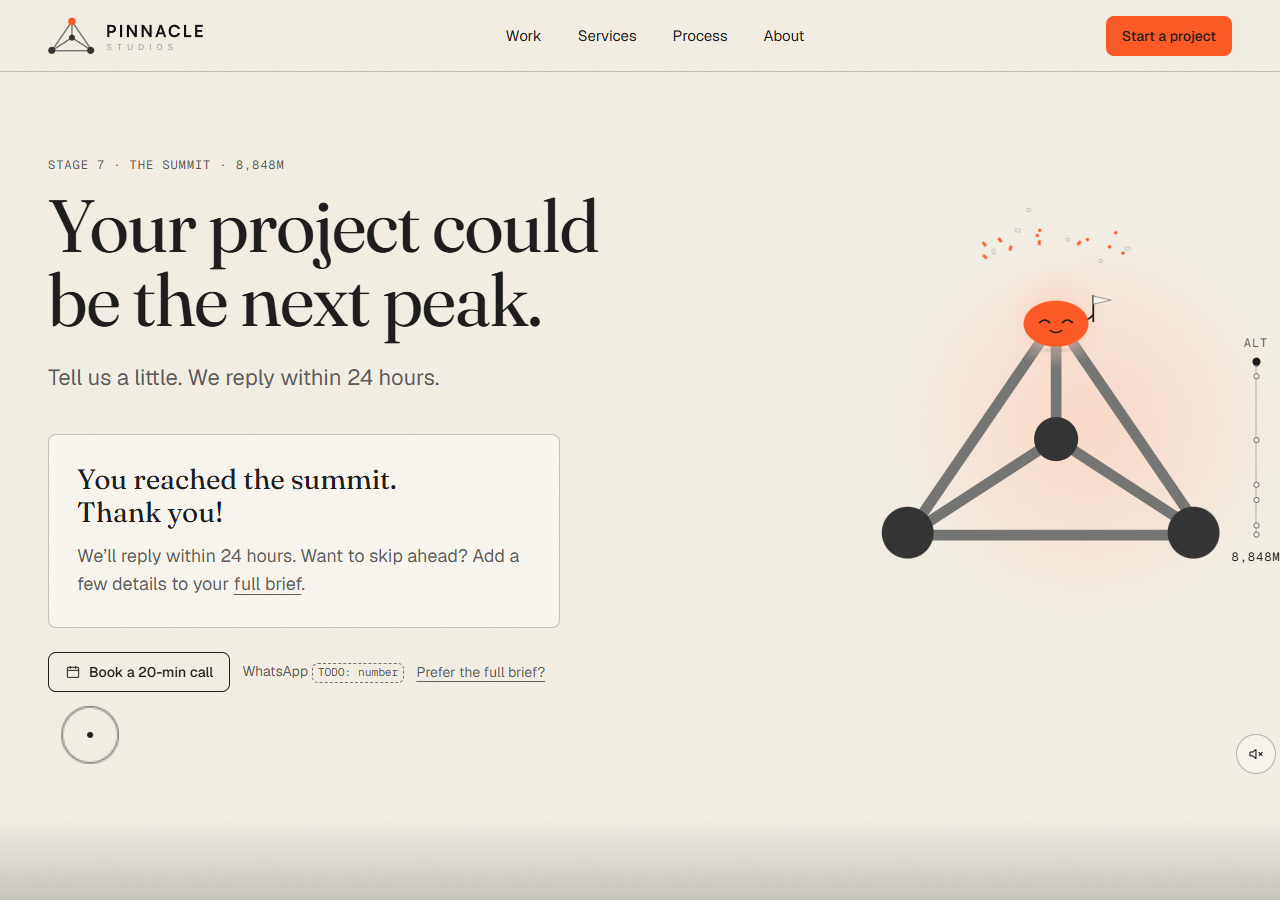 PINNACLE
STUDIOS
Work
Services
Process
About
Start a project
STAGE 7 · THE SUMMIT · 8,848M
Your project could
be the next peak.
Tell us a little. We reply within 24 hours.
You reached the summit.
Thank you!
We’ll reply within 24 hours. Want to skip ahead? Add a
few details to your full brief.
Book a 20-min call
WhatsApp TODO: number
Prefer the full brief?
ALT
8,848M